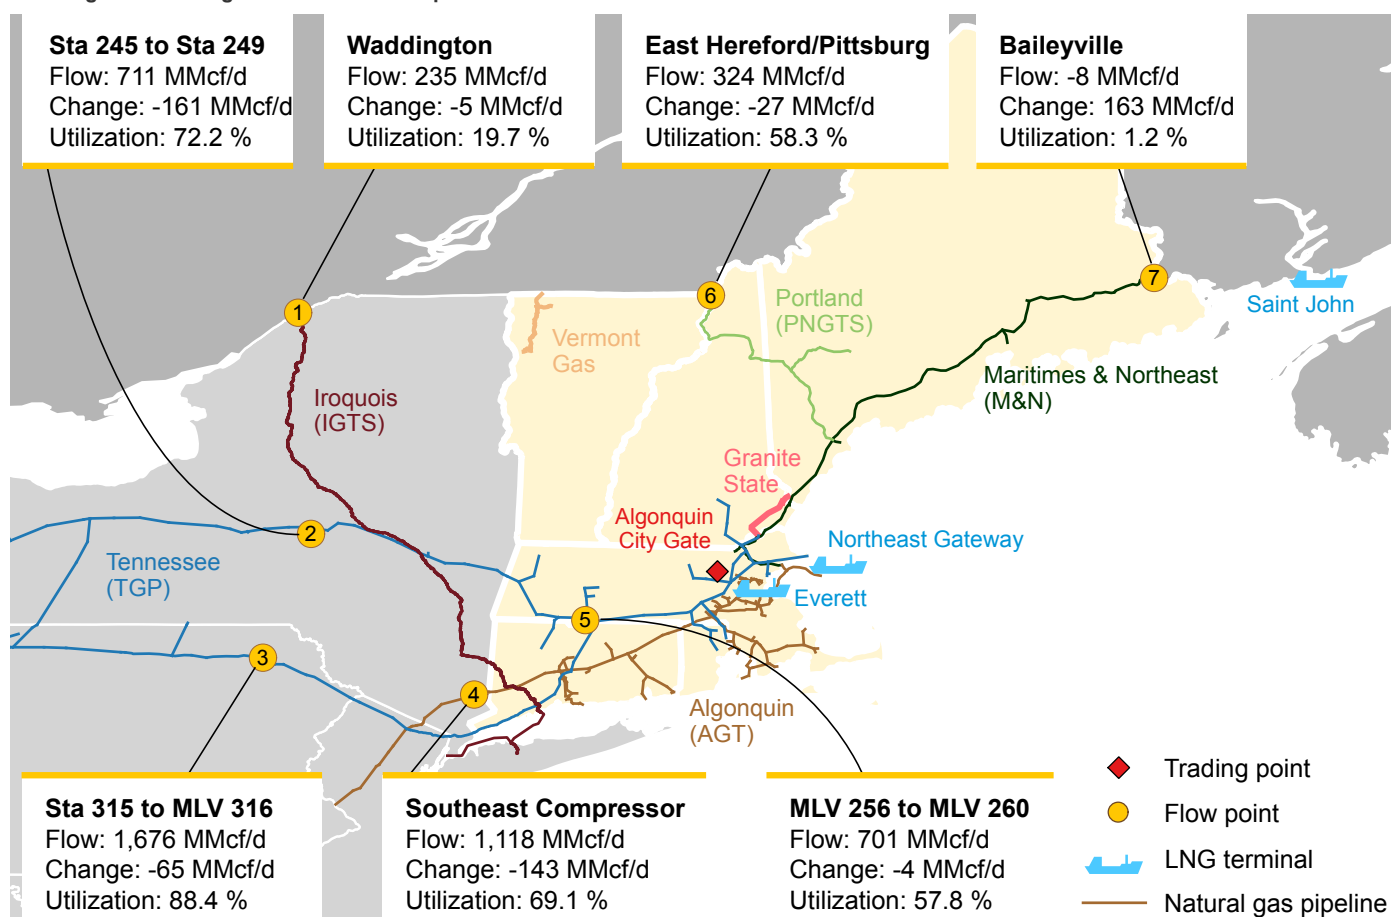 Sta 245 to Sta 249
Flow: 711 MMcf/d
Change: -161 MMcf/d
Utilization: 72.2 %
Waddington
Flow: 235 MMcf/d
Change: -5 MMcf/d
Utilization: 19.7 %
East Hereford/Pittsburg
Flow: 324 MMcf/d
Change: -27 MMcf/d
Utilization: 58.3 %
Baileyville
Flow: -8 MMcf/d
Change: 163 MMcf/d
Utilization: 1.2 %
1
6
7
Portland
(PNGTS)
Saint John
Vermont
Gas
Maritimes & Northeast
(M&N)
Iroquois
(IGTS)
Granite
State
Algonquin
City Gate
2
Northeast Gateway
Tennessee
(TGP)
Everett
5
3
4
Algonquin
(AGT)
Sta 315 to MLV 316
Flow: 1,676 MMcf/d
Change: -65 MMcf/d
Utilization: 88.4 %
Southeast Compressor
Flow: 1,118 MMcf/d
Change: -143 MMcf/d
Utilization: 69.1 %
MLV 256 to MLV 260
Flow: 701 MMcf/d
Change: -4 MMcf/d
Utilization: 57.8 %
Trading point
Flow point
LNG terminal
Natural gas pipeline